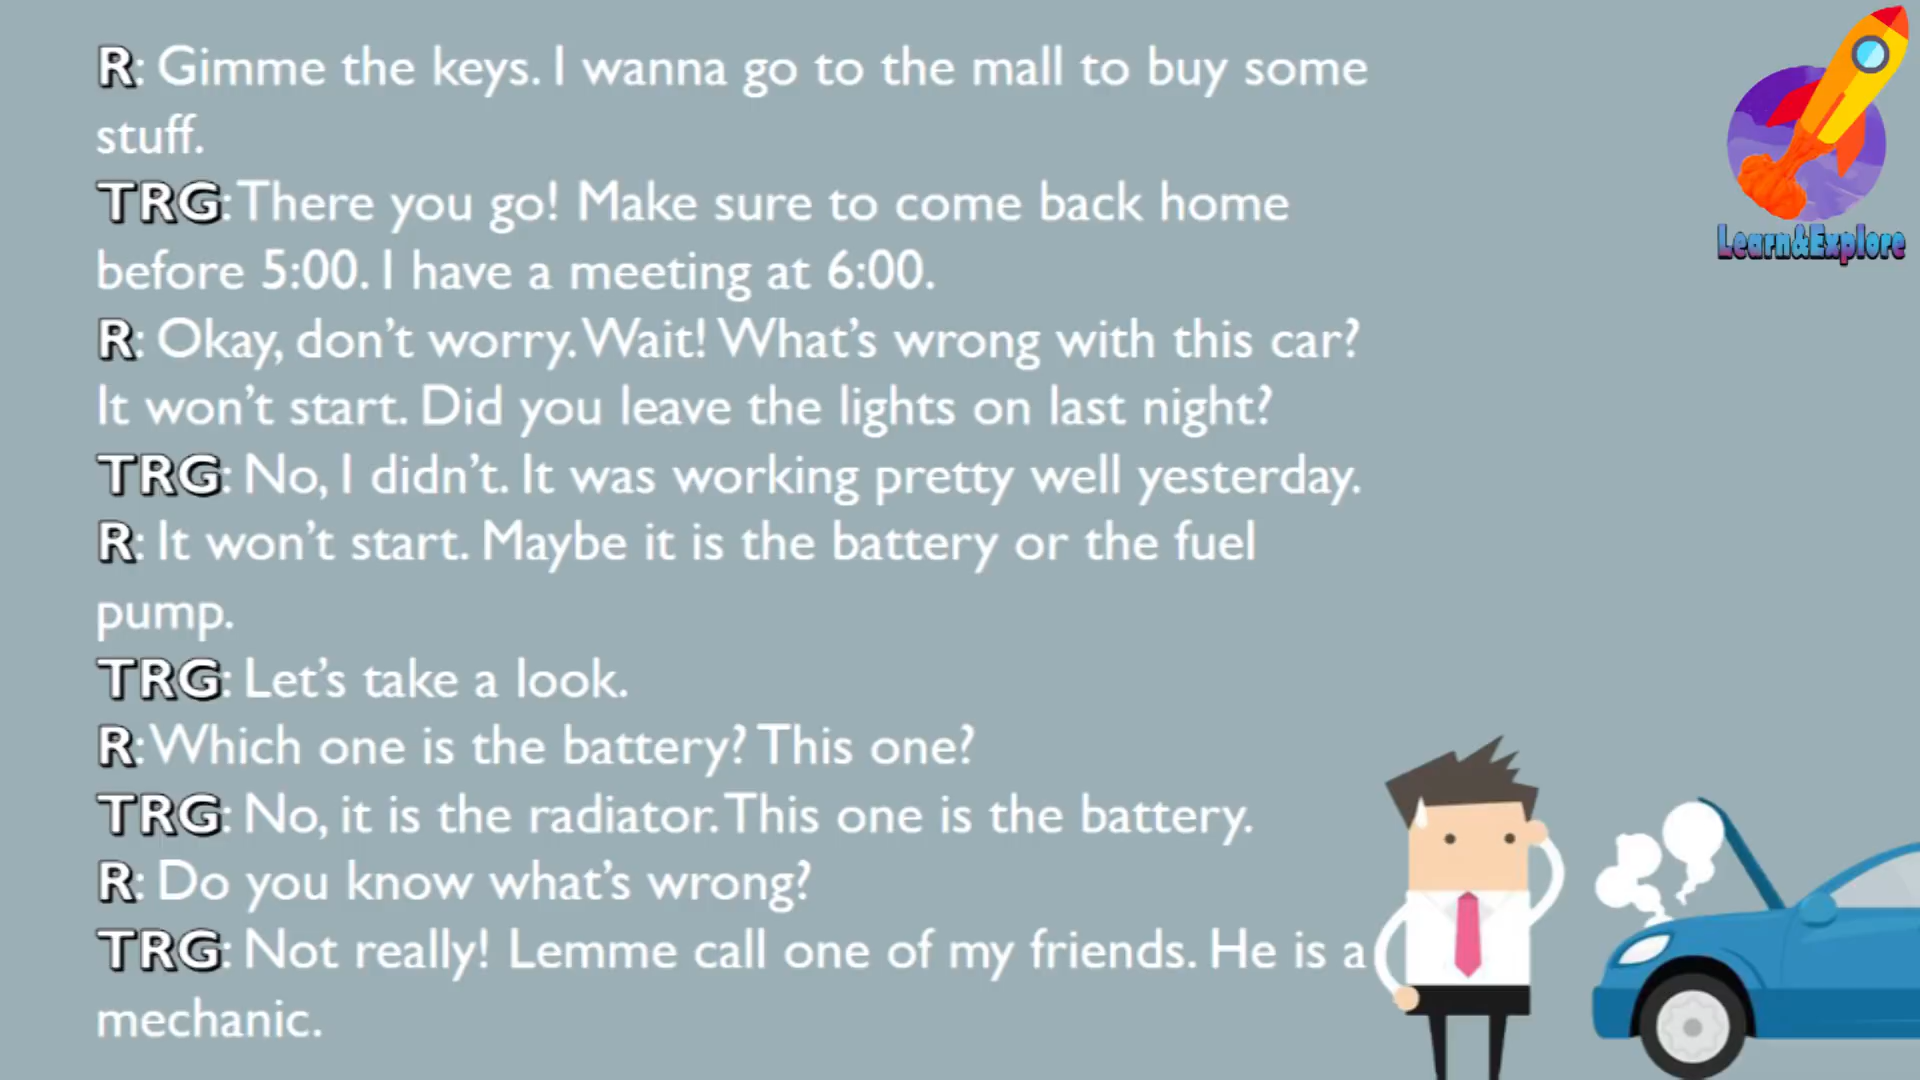 R: Gimme the keys. I wanna go to the mall to buy some
stuff.
TRG: There you go! Make sure to come back home
before 5:00. I have a meeting at 6:00.
R: Okay, don't worry. Wait! What's wrong with this car?
It won't start. Did you leave the lights on last night?
TRG: No, I didn't. It was working pretty well yesterday.
R: It won't start. Maybe it is the battery or the fuel
pump.
TRG: Let's take a look.
R: Which one is the battery? This one?
TRG: No, it is the radiator. This one is the battery.
R: Do you know what's wrong?
TRG: Not really! Lemme call one of my friends. He is a
mechanic.
Learn&Explore